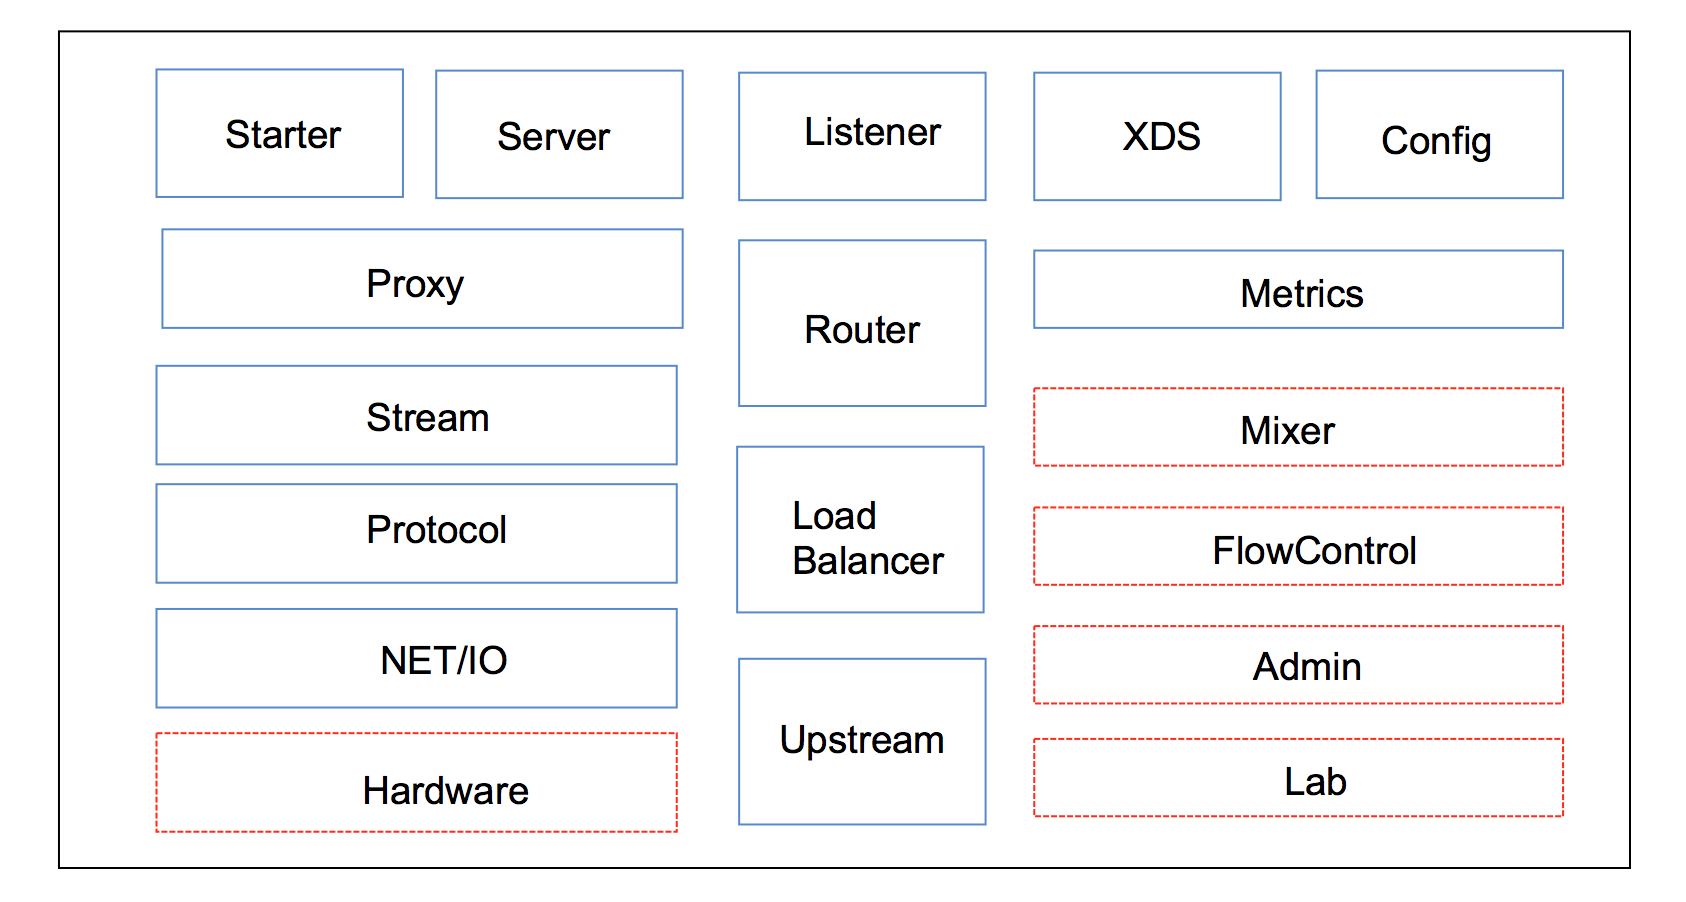 Starter
Server
Listener
XDS
Config
Proxy
Router
Metrics
Stream
Mixer
Protocol
Load
Balancer
FlowControl
NET/IO
Admin
Upstream
Hardware
Lab